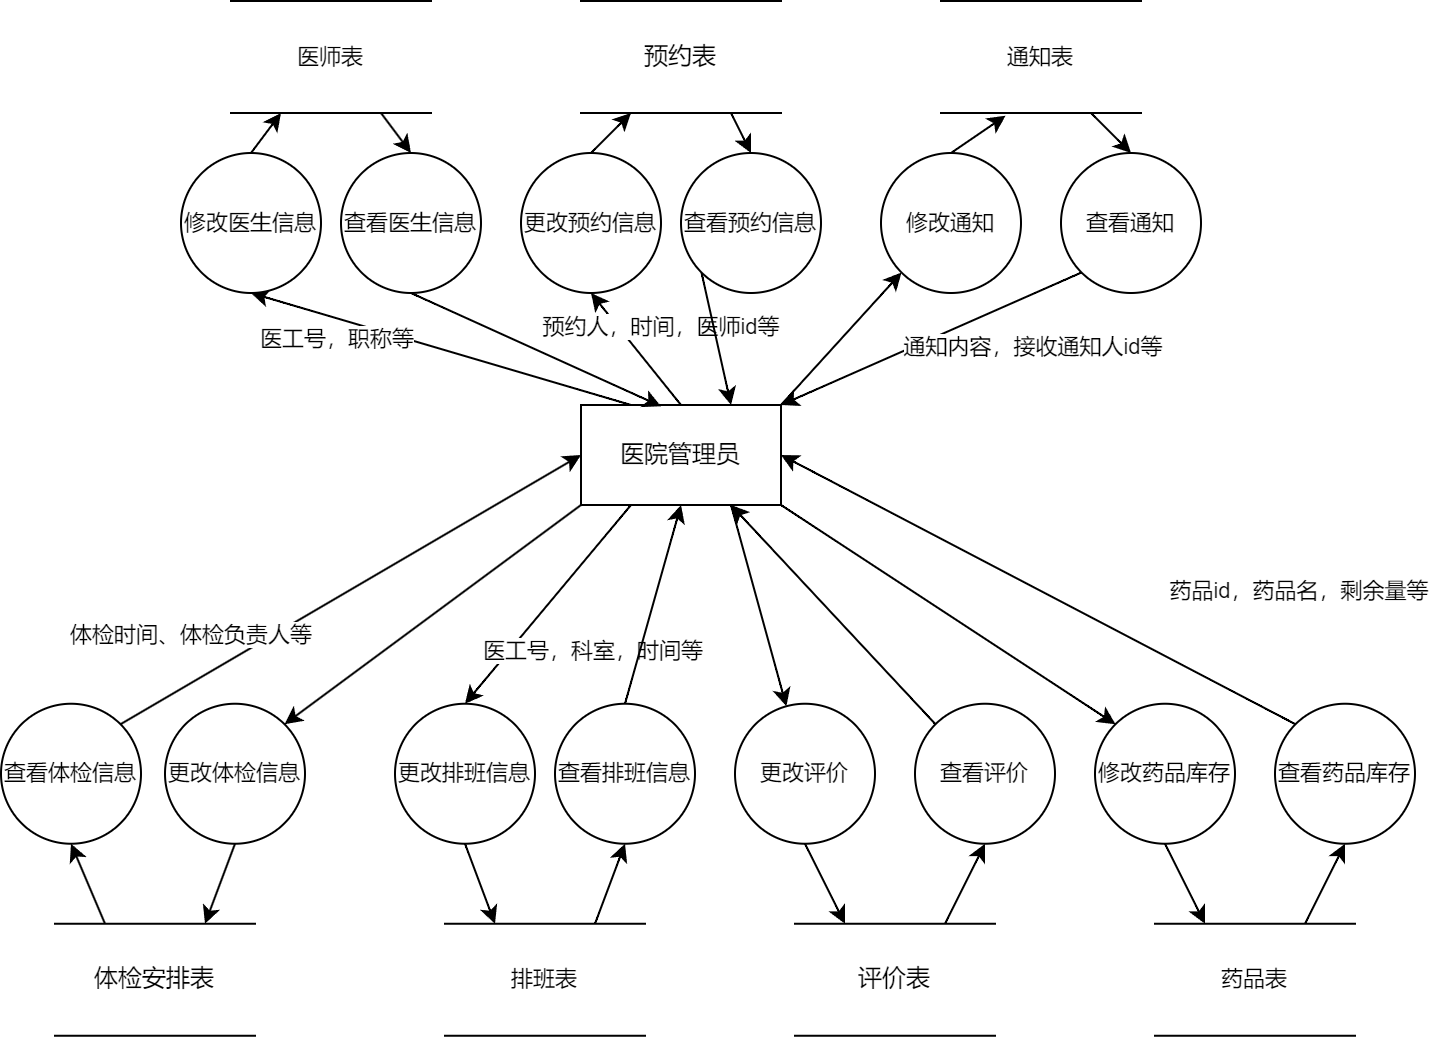 医师表
预约表
通知表
修改医生信息
查看医生信息
更改预约信息
查看预约信息
修改通知
查看通知
医工号，职称等
预约人，时间，医师id等
通知内容，接收通知人id等
医院管理员
药品id，药品名，剩余量等
体检时间、体检负责人等
医工号，科室，时间等
查看体检信息
更改体检信息
更改排班信息
查看排班信息
更改评价
查看评价
修改药品库存
查看药品库存
体检安排表
排班表
评价表
药品表